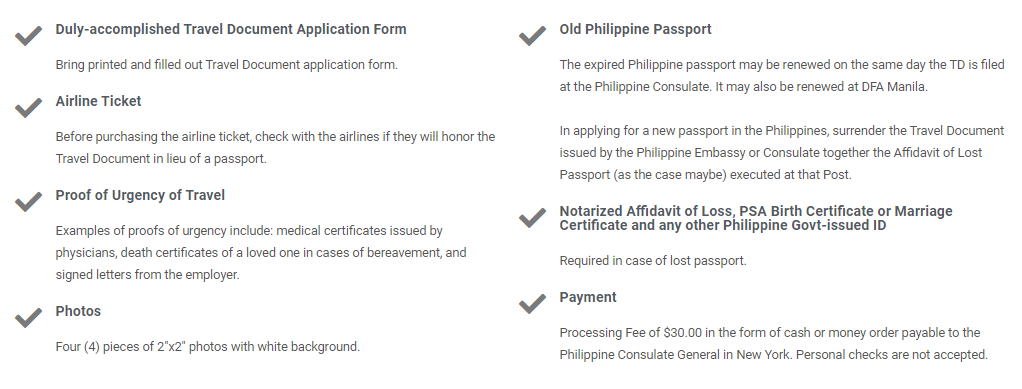 Duly-accomplished Travel Document Application Form
Bring printed and filled out Travel Document application form.
Airline Ticket
Before purchasing the airline ticket, check with the airlines if they will honor the
Travel Document in lieu of a passport.
Proof of Urgency of Travel
Examples of proofs of urgency include: medical certificates issued by
physicians, death certificates of a loved one in cases of bereavement, and
signed letters from the employer.
Photos
Four (4) pieces of 2"x2" photos with white background.
Old Philippine Passport
The expired Philippine passport may be renewed on the same day the TD is filed
at the Philippine Consulate. It may also be renewed at DFA Manila.
In applying for a new passport in the Philippines, surrender the Travel Document
issued by the Philippine Embassy or Consulate together the Affidavit of Lost
Passport (as the case maybe) executed at that Post.
Notarized Affidavit of Loss, PSA Birth Certificate or Marriage
Certificate and any other Philippine Govt-issued ID
Required in case of lost passport.
Payment
Processing Fee of $30.00 in the form of cash or money order payable to the
Philippine Consulate General in New York. Personal checks are not accepted.